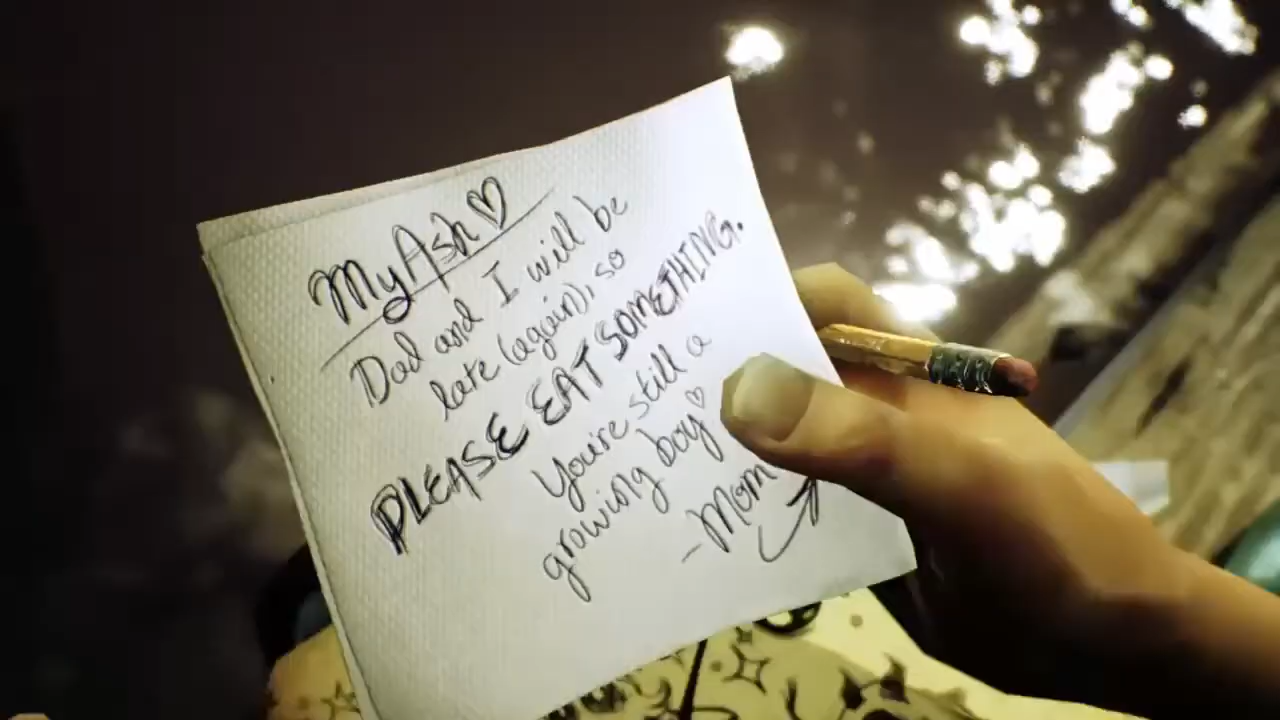 My Ash ♡
Dad and I will be
late (again), so
PLEASE EAT SOMETHING.
You're still a
growing boy ♡
-Mom